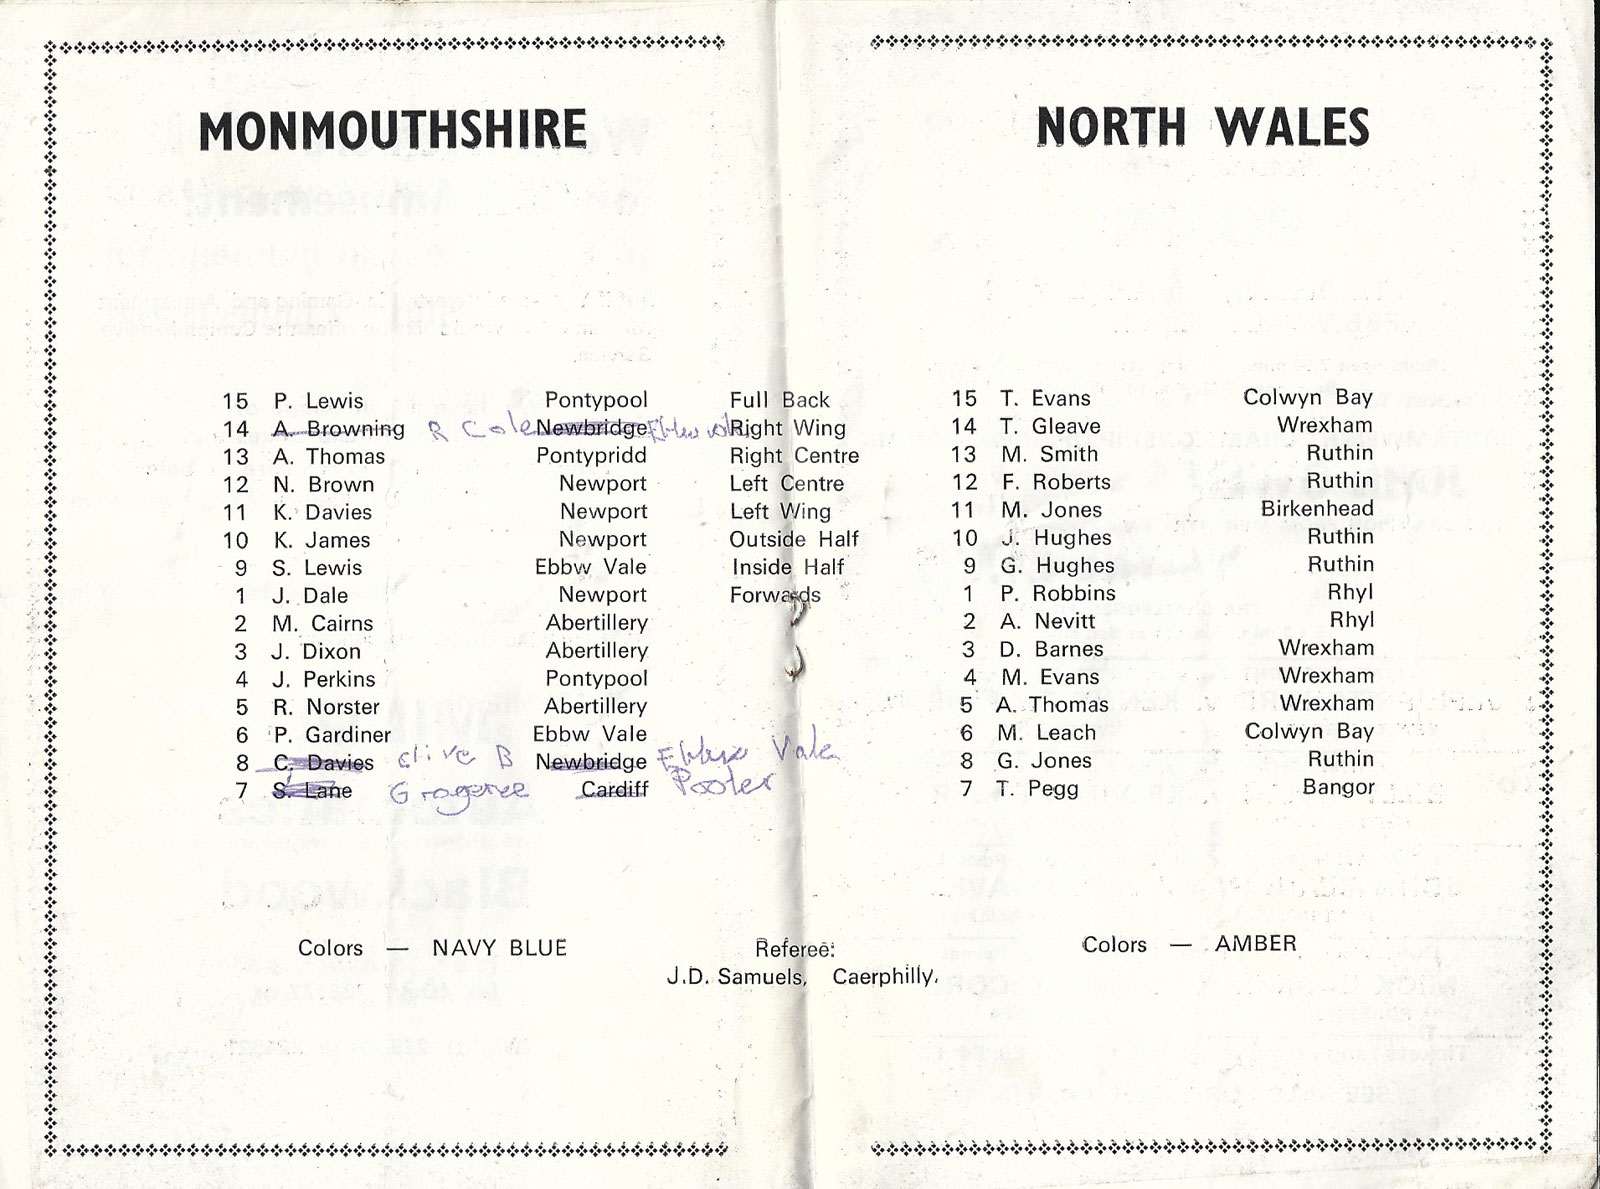 MONMOUTHSHIRE
15 P. Lewis Pontypool Full Back
14 A. Browning R Cole Newbridge Ebbw vale Right Wing
13 A. Thomas Pontypridd Right Centre
12 N. Brown Newport Left Centre
11 K. Davies Newport Left Wing
10 K. James Newport Outside Half
9 S. Lewis Ebbw Vale Inside Half
1 J. Dale Newport Forwards
2 M. Cairns Abertillery
3 J. Dixon Abertillery
4 J. Perkins Pontypool
5 R. Norster Abertillery
6 P. Gardiner Ebbw Vale
8 C. Davies clive B Newbridge Ebbw Vale
7 S. Lane Cardiff Pooler
Colors — NAVY BLUE
Referee:
J.D. Samuels, Caerphilly.
NORTH WALES
15 T. Evans Colwyn Bay
14 T. Gleave Wrexham
13 M. Smith Ruthin
12 F. Roberts Ruthin
11 M. Jones Birkenhead
10 J. Hughes Ruthin
9 G. Hughes Ruthin
1 P. Robbins Rhyl
2 A. Nevitt Rhyl
3 D. Barnes Wrexham
4 M. Evans Wrexham
5 A. Thomas Wrexham
6 M. Leach Colwyn Bay
8 G. Jones Ruthin
7 T. Pegg Bangor
Colors — AMBER